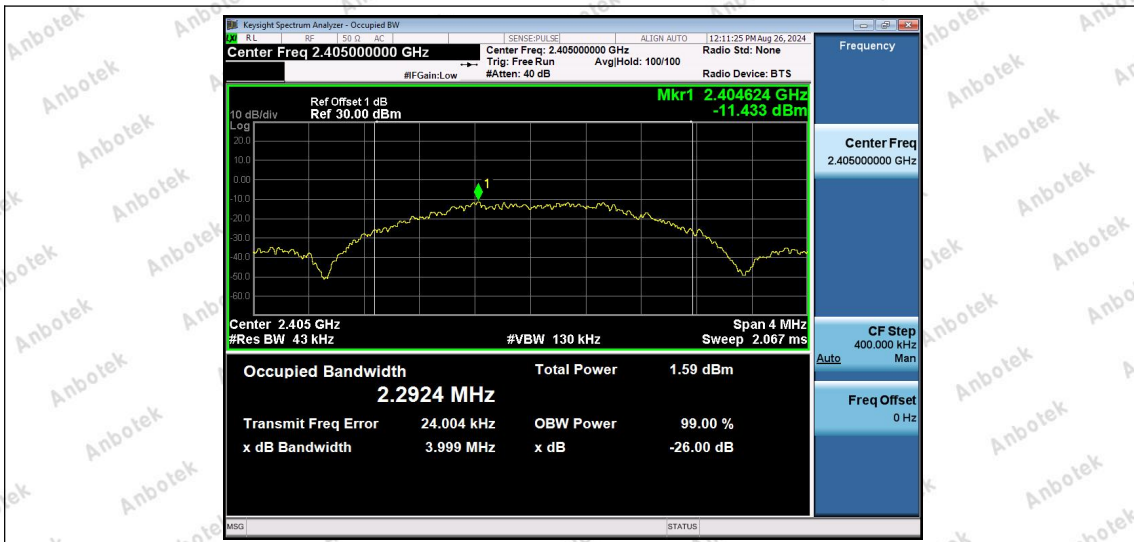 Keysight Spectrum Analyzer - Occupied BW
LXI RL RF 50 Ω AC SENSE:PULSE ALIGN AUTO 12:11:25 PM Aug 26, 2024
Center Freq 2.405000000 GHz Center Freq: 2.405000000 GHz Radio Std: None
Trig: Free Run Avg|Hold: 100/100
#IFGain:Low #Atten: 40 dB Radio Device: BTS
Frequency
Mkr1 2.404624 GHz
-11.433 dBm
Ref Offset 1 dB
10 dB/div Ref 30.00 dBm
Log
20.0
10.0
0.00
-10.0
-20.0
-30.0
-40.0
-50.0
-60.0
1
Center 2.405 GHz Span 4 MHz
#Res BW 43 kHz #VBW 130 kHz Sweep 2.067 ms
Occupied Bandwidth Total Power 1.59 dBm
2.2924 MHz
Transmit Freq Error 24.004 kHz OBW Power 99.00 %
x dB Bandwidth 3.999 MHz x dB -26.00 dB
Center Freq
2.405000000 GHz
CF Step
400.000 kHz
Auto Man
Freq Offset
0 Hz
MSG STATUS
Anbotek